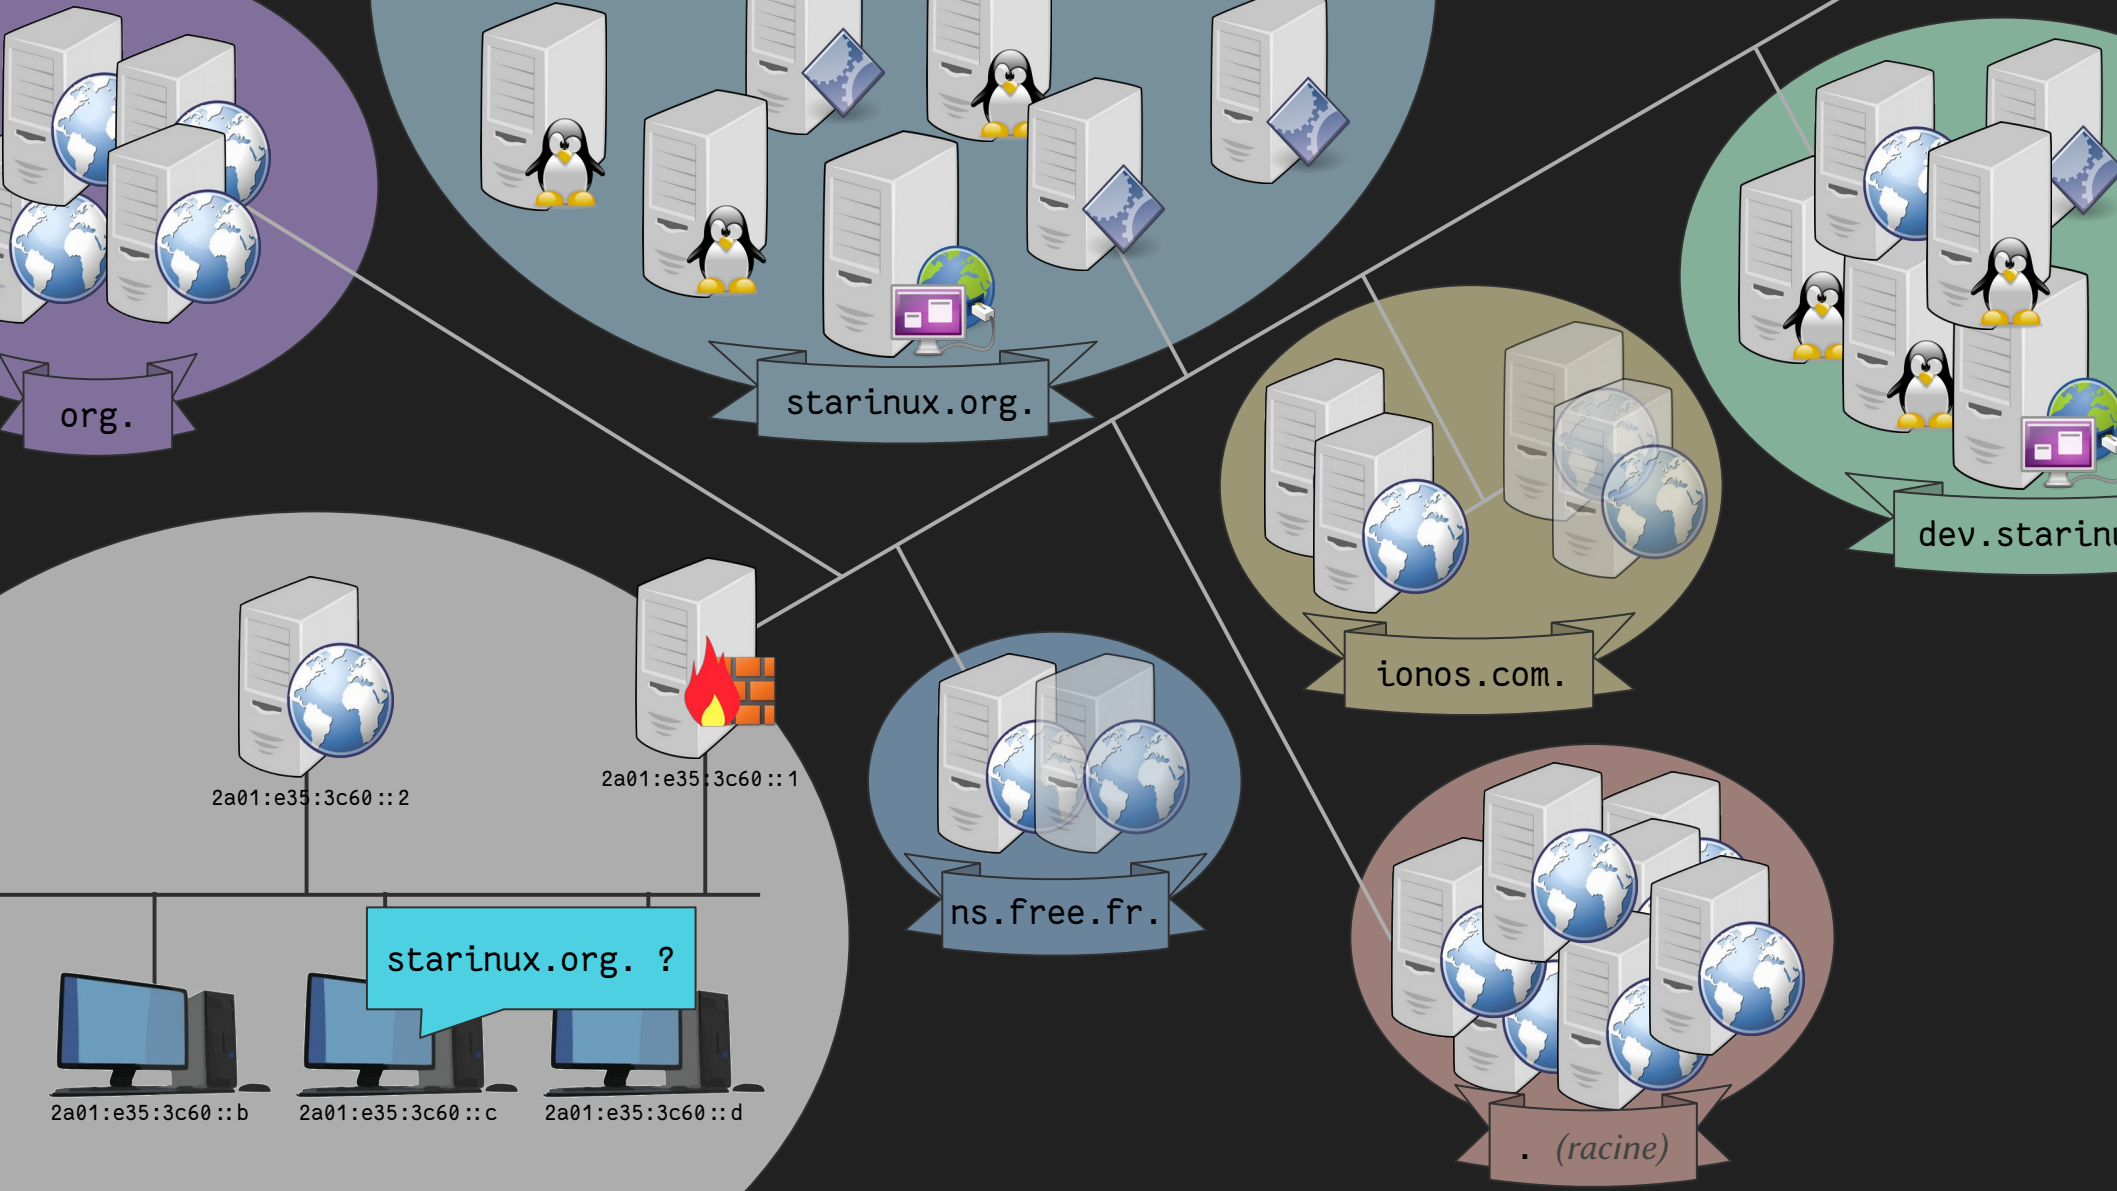 org.
starinux.org.
dev.starinu
ionos.com.
2a01:e35:3c60::2
2a01:e35:3c60::1
ns.free.fr.
starinux.org. ?
2a01:e35:3c60::b
2a01:e35:3c60::c
2a01:e35:3c60::d
. (racine)